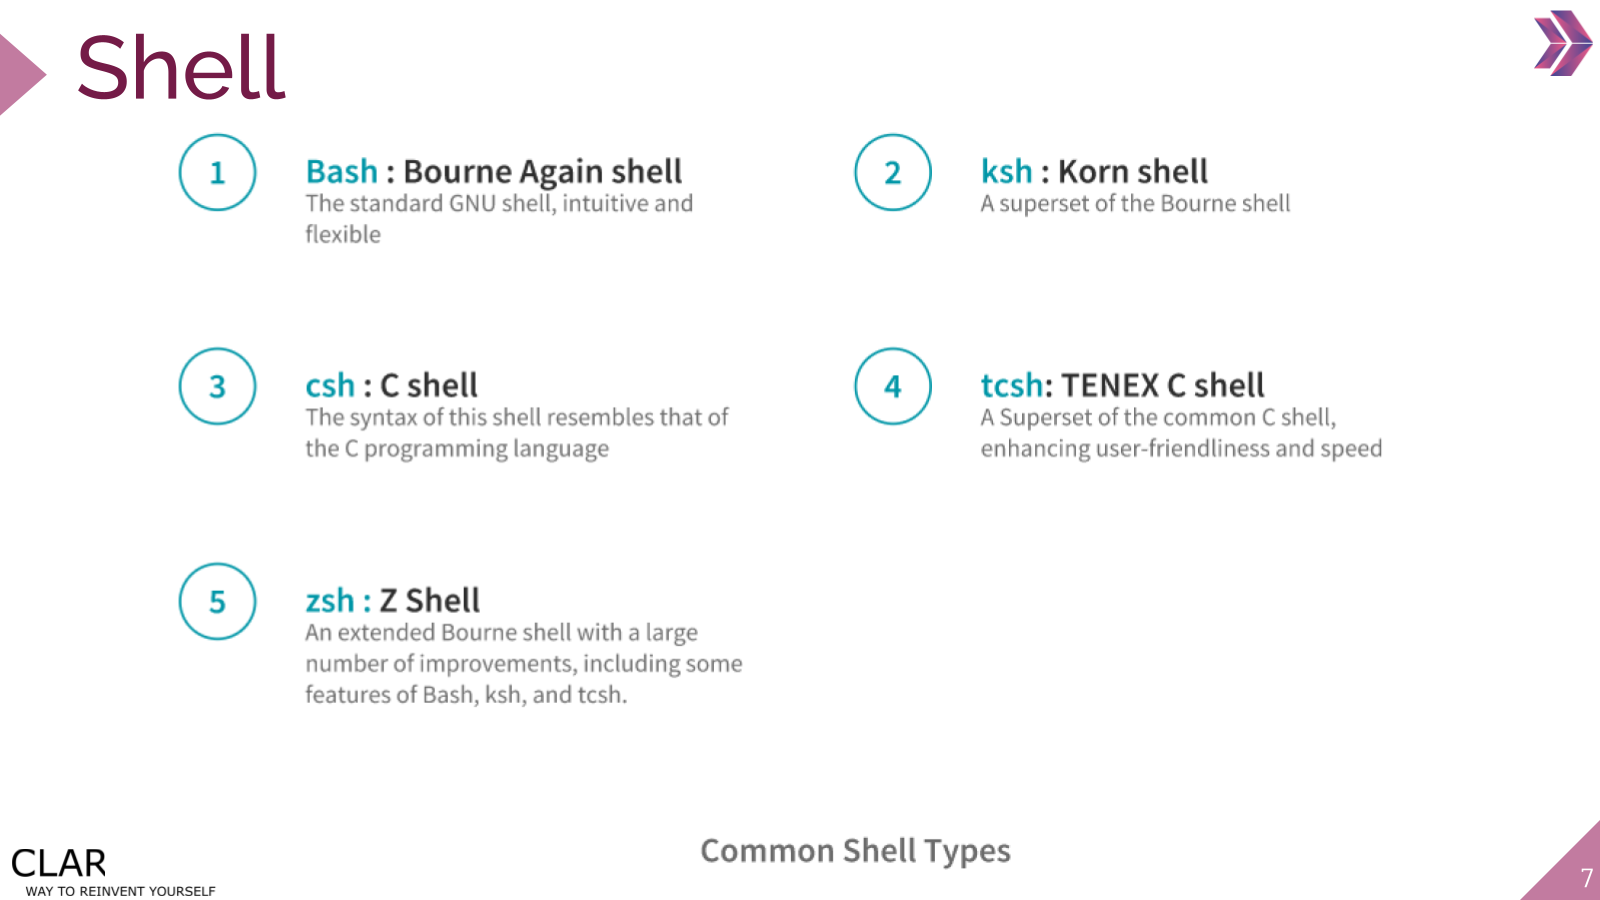 Shell
1
Bash : Bourne Again shell
The standard GNU shell, intuitive and
flexible
2
ksh : Korn shell
A superset of the Bourne shell
3
csh : C shell
The syntax of this shell resembles that of
the C programming language
4
tcsh: TENEX C shell
A Superset of the common C shell,
enhancing user-friendliness and speed
5
zsh : Z Shell
An extended Bourne shell with a large
number of improvements, including some
features of Bash, ksh, and tcsh.
Common Shell Types
CLAR
WAY TO REINVENT YOURSELF
7